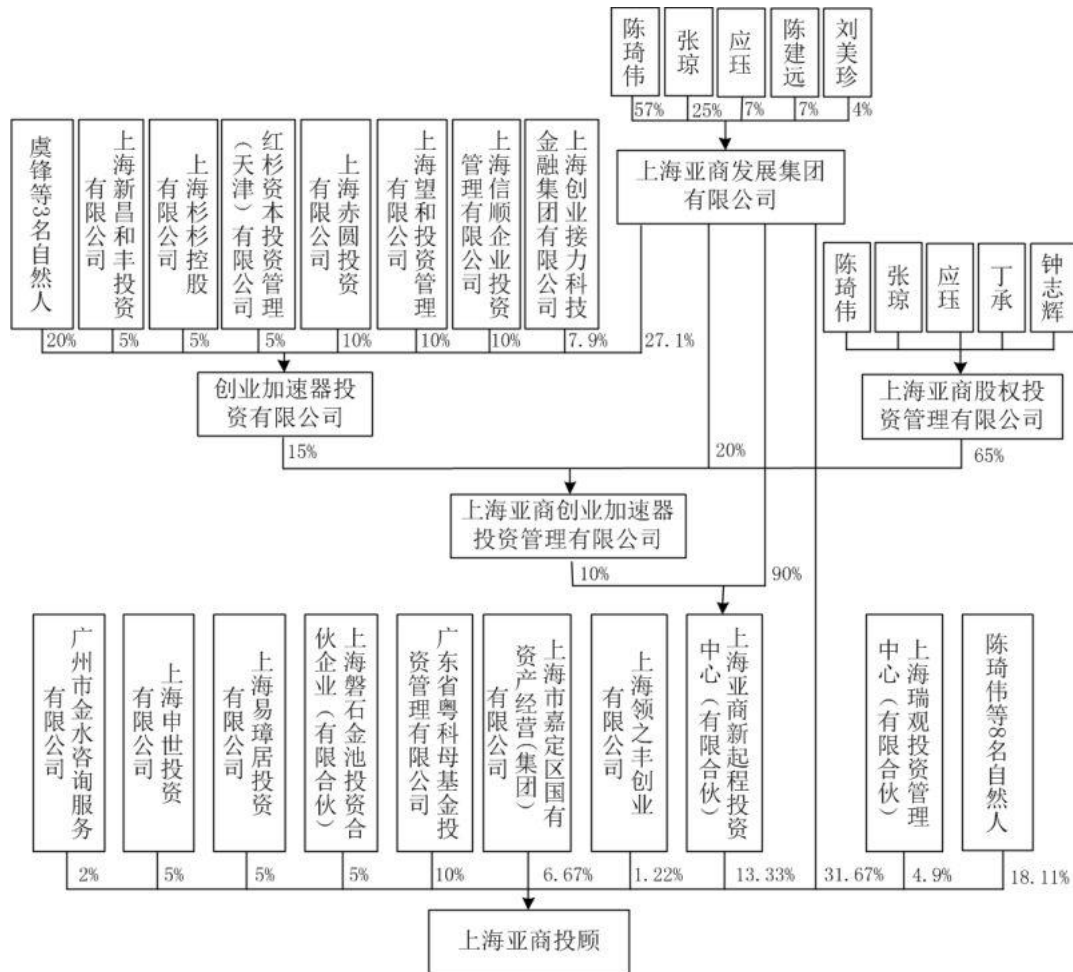 陈琦伟
张琼
应珏
陈建远
刘美珍
57%
25%
7%
7%
4%
上海亚商发展集团
有限公司
虞锋等3名自然人
上海新昌和丰投资
有限公司
上海杉杉控股
有限公司
红杉资本投资管理
（天津）有限公司
上海赤圆投资
有限公司
上海望和投资管理
有限公司
上海信顺企业投资
管理有限公司
上海创业接力科技
金融集团有限公司
20%
5%
5%
5%
10%
10%
10%
7.9%
27.1%
陈琦伟
张琼
应珏
丁承
钟志辉
创业加速器投
资有限公司
上海亚商股权投
资管理有限公司
15%
20%
65%
上海亚商创业加速器
投资管理有限公司
10%
90%
广州市金水咨询服务
有限公司
上海申世投资
有限公司
上海易璋居投资
有限公司
上海磐石金池投资合
伙企业（有限合伙）
广东省粤科母基金投
资管理有限公司
上海市嘉定区国有
资产经营(集团)
有限公司
上海领之丰创业
有限公司
上海亚商新起程投资
中心（有限合伙）
上海瑞观投资管理
中心（有限合伙）
陈琦伟等8名自然人
2%
5%
5%
5%
10%
6.67%
1.22%
13.33%
31.67%
4.9%
18.11%
上海亚商投顾